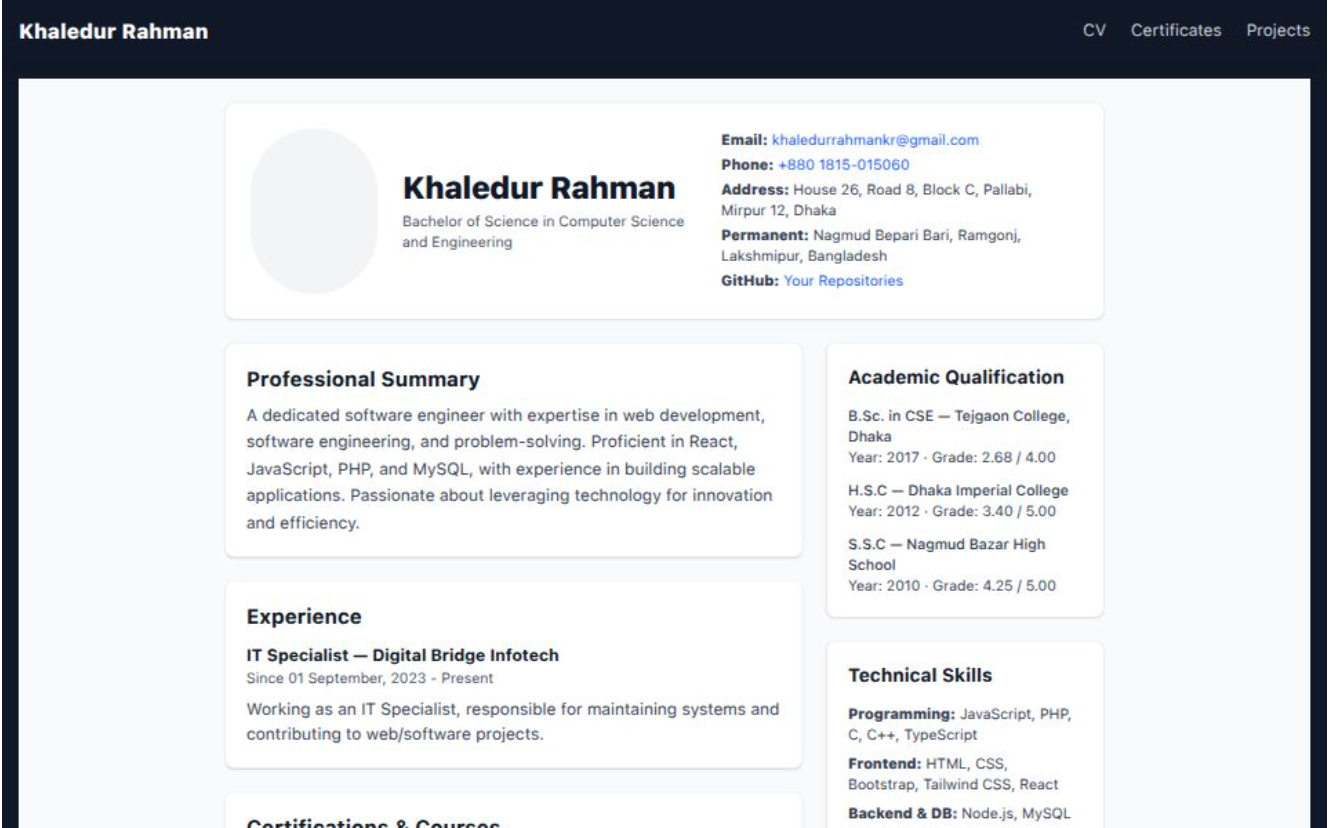 Khaledur Rahman
CV Certificates Projects
Khaledur Rahman
Bachelor of Science in Computer Science
and Engineering
Email: khaledurrahmankr@gmail.com
Phone: +880 1815-015060
Address: House 26, Road 8, Block C, Pallabi,
Mirpur 12, Dhaka
Permanent: Nagmud Bepari Bari, Ramgonj,
Lakshmipur, Bangladesh
GitHub: Your Repositories
Professional Summary
A dedicated software engineer with expertise in web development,
software engineering, and problem-solving. Proficient in React,
JavaScript, PHP, and MySQL, with experience in building scalable
applications. Passionate about leveraging technology for innovation
and efficiency.
Experience
IT Specialist — Digital Bridge Infotech
Since 01 September, 2023 - Present
Working as an IT Specialist, responsible for maintaining systems and
contributing to web/software projects.
Certifications & Courses
Academic Qualification
B.Sc. in CSE — Tejgaon College,
Dhaka
Year: 2017 · Grade: 2.68 / 4.00
H.S.C — Dhaka Imperial College
Year: 2012 · Grade: 3.40 / 5.00
S.S.C — Nagmud Bazar High
School
Year: 2010 · Grade: 4.25 / 5.00
Technical Skills
Programming: JavaScript, PHP,
C, C++, TypeScript
Frontend: HTML, CSS,
Bootstrap, Tailwind CSS, React
Backend & DB: Node.js, MySQL